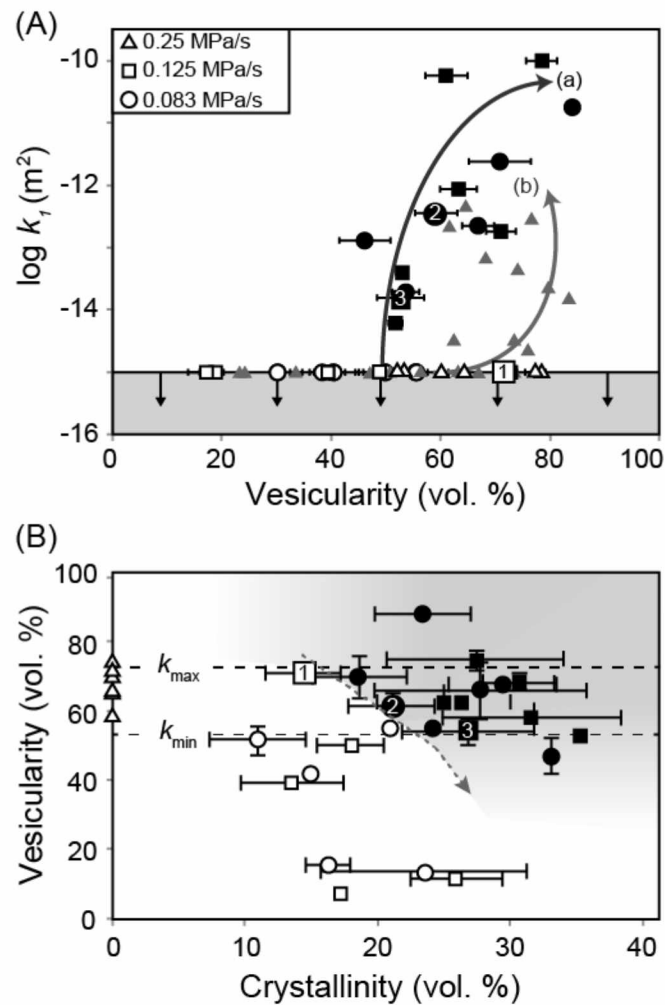 (A)
0.25 MPa/s
0.125 MPa/s
0.083 MPa/s
-10
-12
-14
-16
log k₁ (m²)
(a)
(b)
2
3
1
0 20 40 60 80 100
Vesicularity (vol. %)
(B)
100
80
60
40
20
0
Vesicularity (vol. %)
kmax
kmin
1
2
3
0 10 20 30 40
Crystallinity (vol. %)